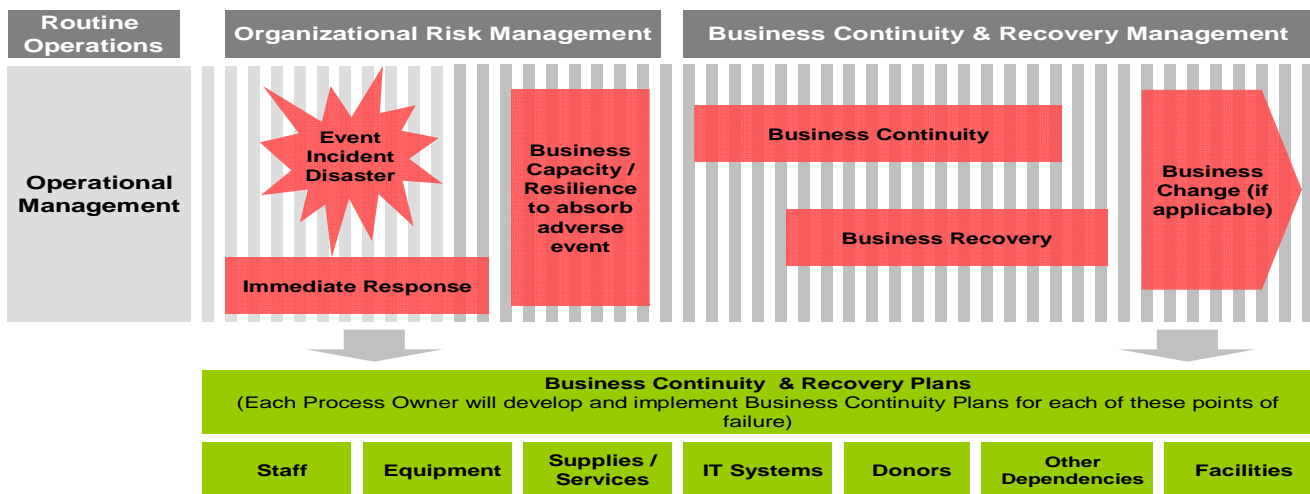 Routine
Operations
Organizational Risk Management
Business Continuity & Recovery Management
Operational
Management
Event
Incident
Disaster
Immediate Response
Business
Capacity /
Resilience
to absorb
adverse
event
Business Continuity
Business Recovery
Business
Change (if
applicable)
Business Continuity & Recovery Plans
(Each Process Owner will develop and implement Business Continuity Plans for each of these points of
failure)
Staff
Equipment
Supplies /
Services
IT Systems
Donors
Other
Dependencies
Facilities